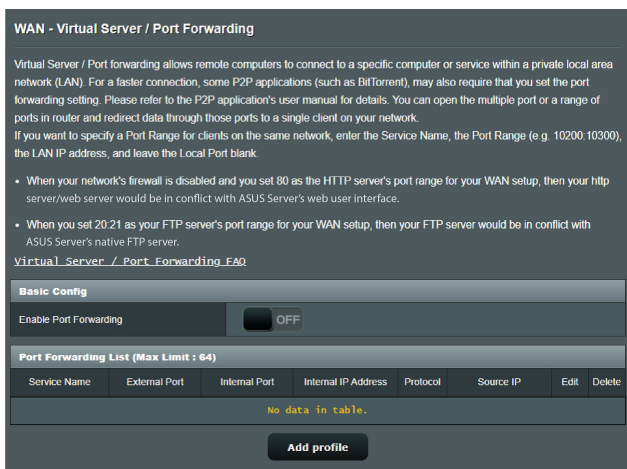 WAN - Virtual Server / Port Forwarding
Virtual Server / Port forwarding allows remote computers to connect to a specific computer or service within a private local area
network (LAN). For a faster connection, some P2P applications (such as BitTorrent), may also require that you set the port
forwarding setting. Please refer to the P2P application's user manual for details. You can open the multiple port or a range of
ports in router and redirect data through those ports to a single client on your network.
If you want to specify a Port Range for clients on the same network, enter the Service Name, the Port Range (e.g. 10200:10300),
the LAN IP address, and leave the Local Port blank.
• When your network's firewall is disabled and you set 80 as the HTTP server's port range for your WAN setup, then your http
server/web server would be in conflict with ASUS Server's web user interface.
• When you set 20:21 as your FTP server's port range for your WAN setup, then your FTP server would be in conflict with
ASUS Server's native FTP server.
Virtual Server / Port Forwarding FAQ
Basic Config
Enable Port Forwarding OFF
Port Forwarding List (Max Limit : 64)
Service Name External Port Internal Port Internal IP Address Protocol Source IP Edit Delete
No data in table.
Add profile